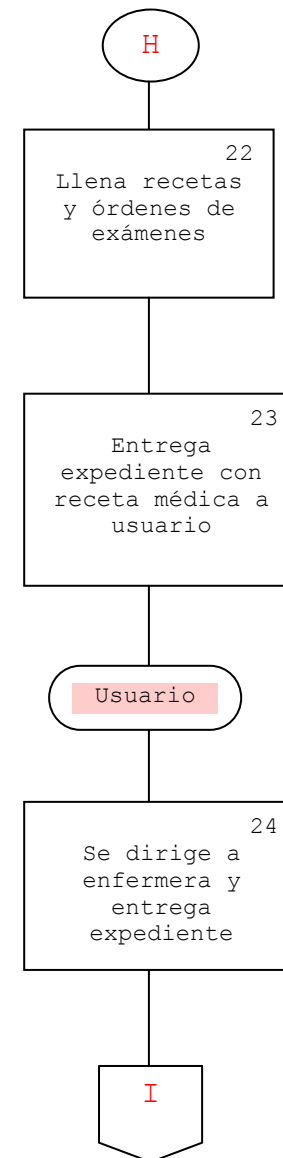 H
22
Llena recetas
y órdenes de
exámenes
23
Entrega
expediente con
receta médica a
usuario
Usuario
24
Se dirige a
enfermera y
entrega
expediente
I